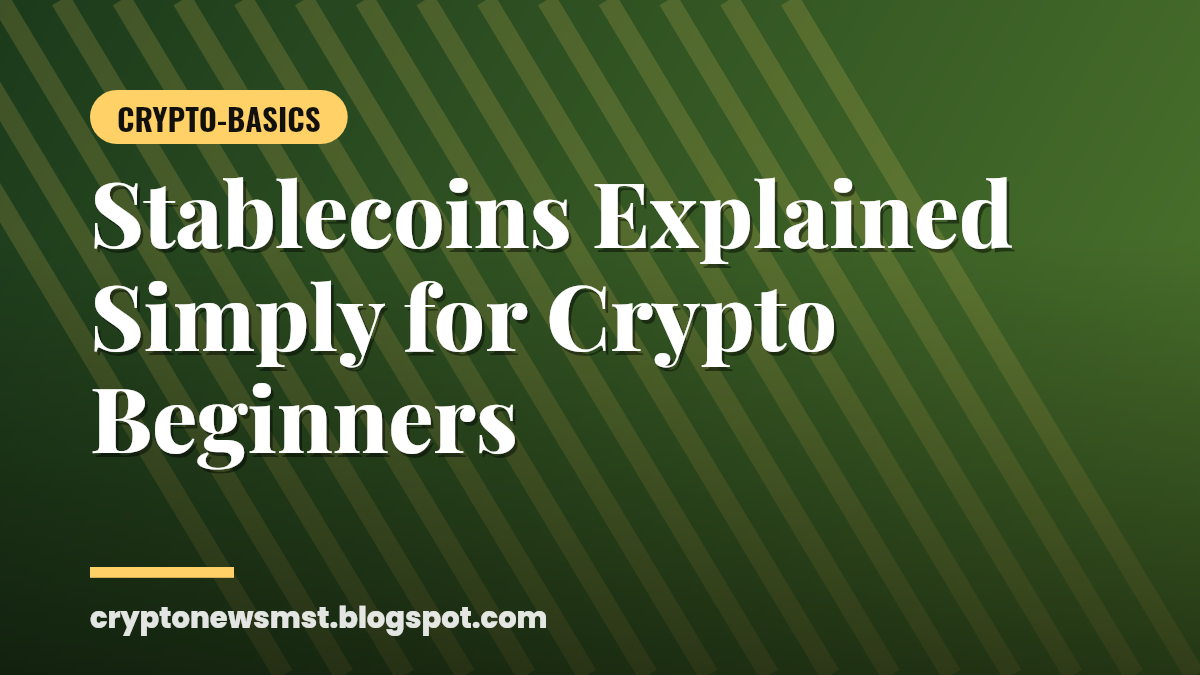 CRYPTO-BASICS
Stablecoins Explained
Simply for Crypto
Beginners
cryptonewsmst.blogspot.com